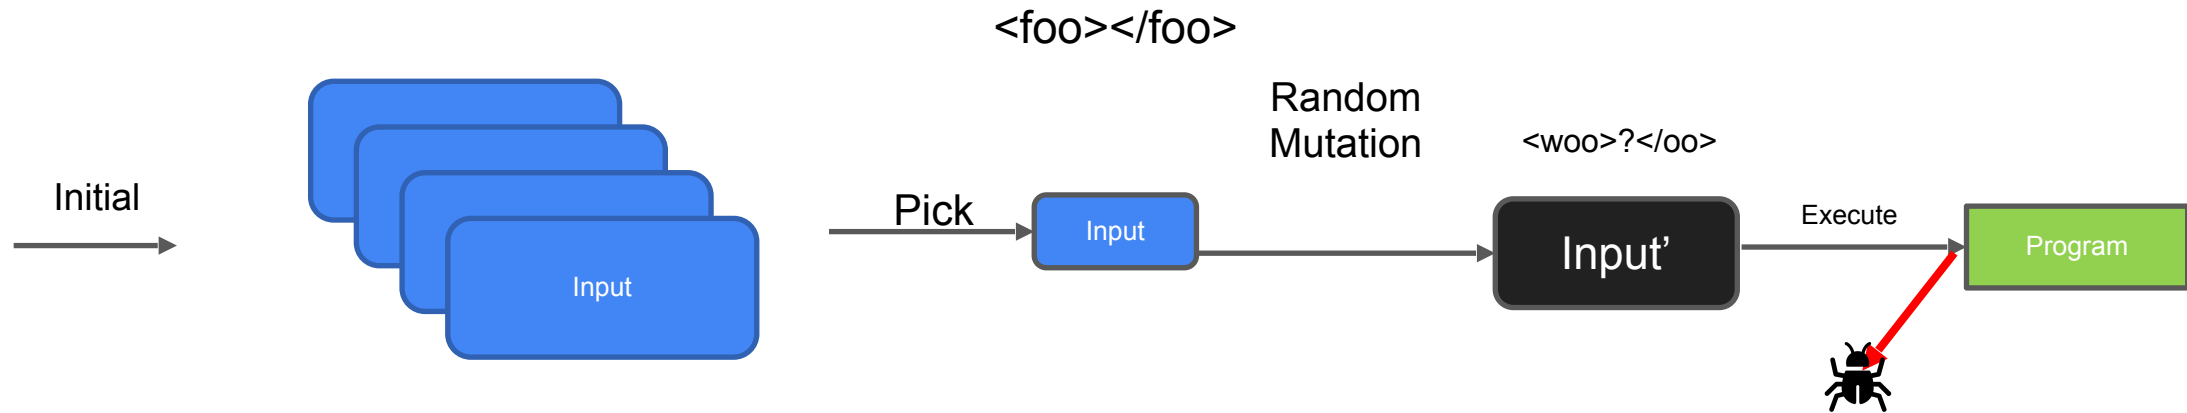 <foo></foo>
Initial
Input
Pick
Input
Random
Mutation
<woo>?</oo>
Input’
Execute
Program